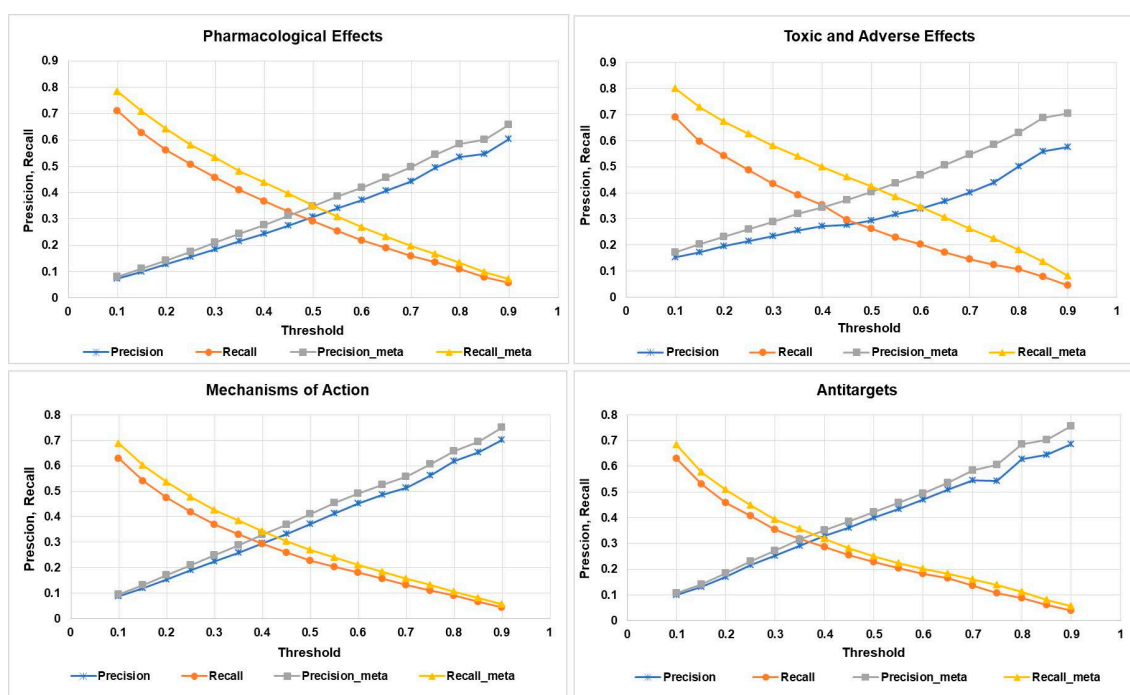 Pharmacological Effects
Presicion, Recall
0.9
0.8
0.7
0.6
0.5
0.4
0.3
0.2
0.1
0
0 0.1 0.2 0.3 0.4 0.5 0.6 0.7 0.8 0.9 1
Threshold
Precision Recall Precision_meta Recall_meta
Toxic and Adverse Effects
Prescion, Recall
0.9
0.8
0.7
0.6
0.5
0.4
0.3
0.2
0.1
0
0 0.1 0.2 0.3 0.4 0.5 0.6 0.7 0.8 0.9 1
Threshold
Precision Recall Precision_meta Recall_meta
Mechanisms of Action
Prescion, Recall
0.8
0.7
0.6
0.5
0.4
0.3
0.2
0.1
0
0 0.1 0.2 0.3 0.4 0.5 0.6 0.7 0.8 0.9 1
Threshold
Precision Recall Precision_meta Recall_meta
Antitargets
Prescion, Recall
0.8
0.7
0.6
0.5
0.4
0.3
0.2
0.1
0
0 0.1 0.2 0.3 0.4 0.5 0.6 0.7 0.8 0.9 1
Threshold
Precision Recall Precision_meta Recall_meta